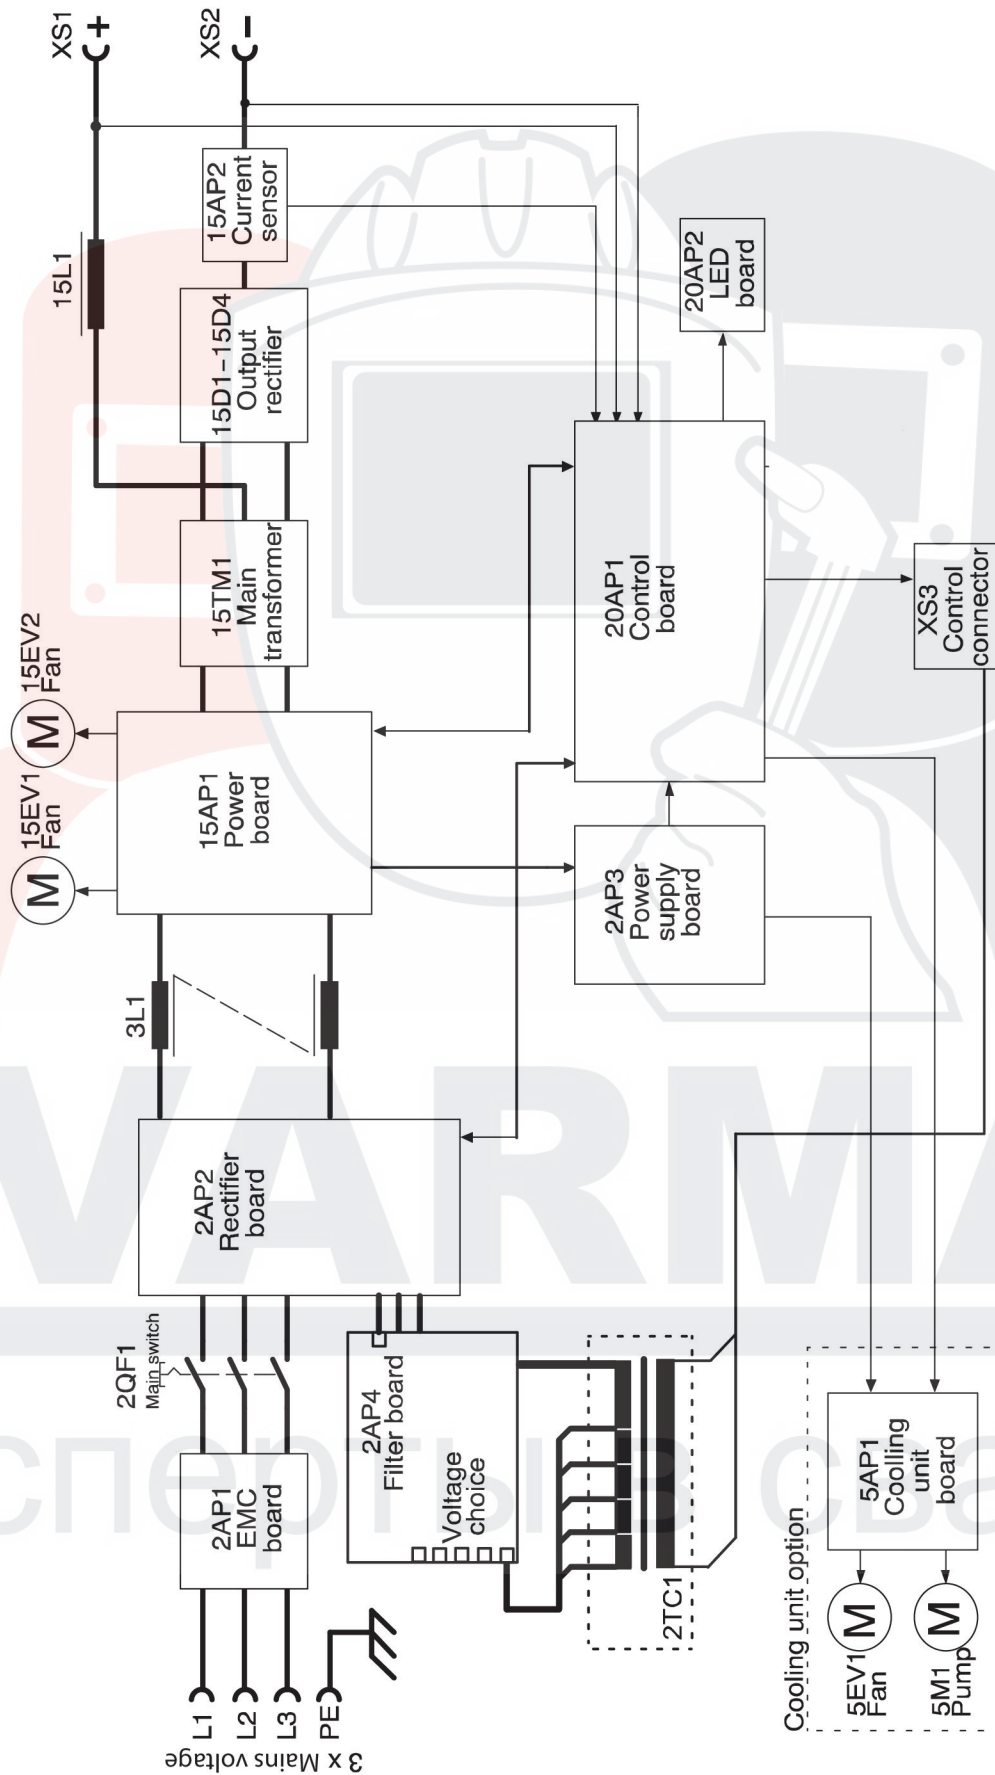 XS1
+
XS2
−
15L1
15AP2
Current
sensor
15D1-15D4
Output
rectifier
20AP2
LED
board
15TM1
Main
transformer
15EV2
Fan
M
15EV1
Fan
M
15AP1
Power
board
20AP1
Control
board
XS3
Control
connector
2AP3
Power
supply
board
3L1
2AP2
Rectifier
board
2QF1
Main switch
2AP4
Filter board
Voltage
choice
2AP1
EMC
board
2TC1
L1
L2
L3
PE
3 x Mains voltage
Cooling unit option
5AP1
Coolling
unit
board
M
5EV1
Fan
M
5M1
Pump
VARMA
сперты в сва